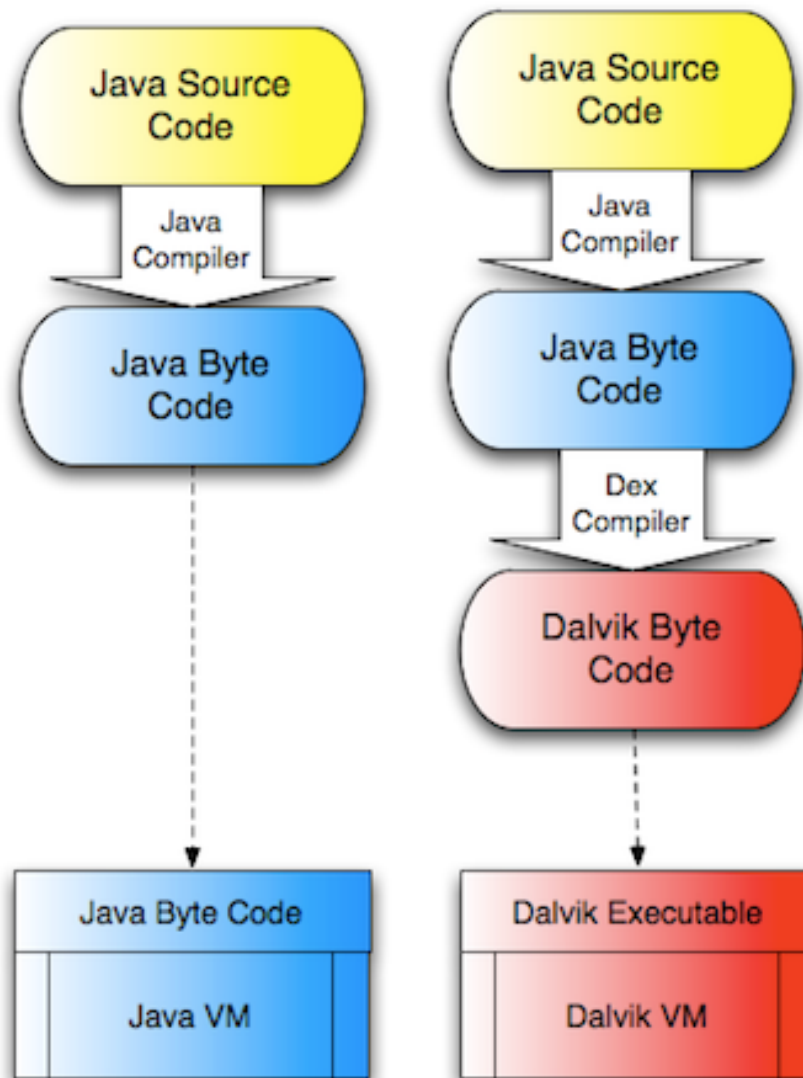 Java Source
Code
Java
Compiler
Java Byte
Code
Java Byte Code
Java VM
Java Source
Code
Java
Compiler
Java Byte
Code
Dex
Compiler
Dalvik Byte
Code
Dalvik Executable
Dalvik VM